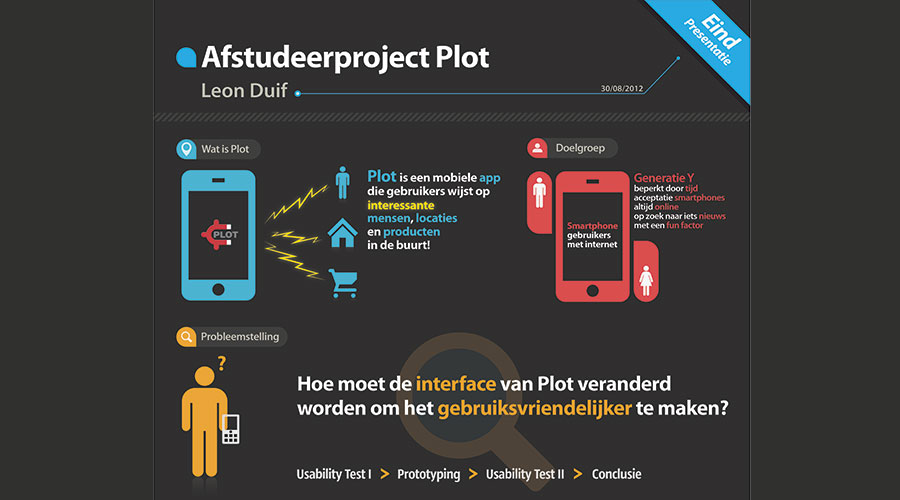 Eind
Presentatie
Afstudeerproject Plot
Leon Duif
30/08/2012
Wat is Plot
PLOT
Plot is een mobiele app
die gebruikers wijst op
interessante
mensen, locaties
en producten
in de buurt!
Doelgroep
Smartphone
gebruikers
met internet
Generatie Y
beperkt door tijd
acceptatie smartphones
altijd online
op zoek naar iets nieuws
met een fun factor
Probleemstelling
?
Hoe moet de interface van Plot veranderd
worden om het gebruiksvriendelijker te maken?
Usability Test I > Prototyping > Usability Test II > Conclusie